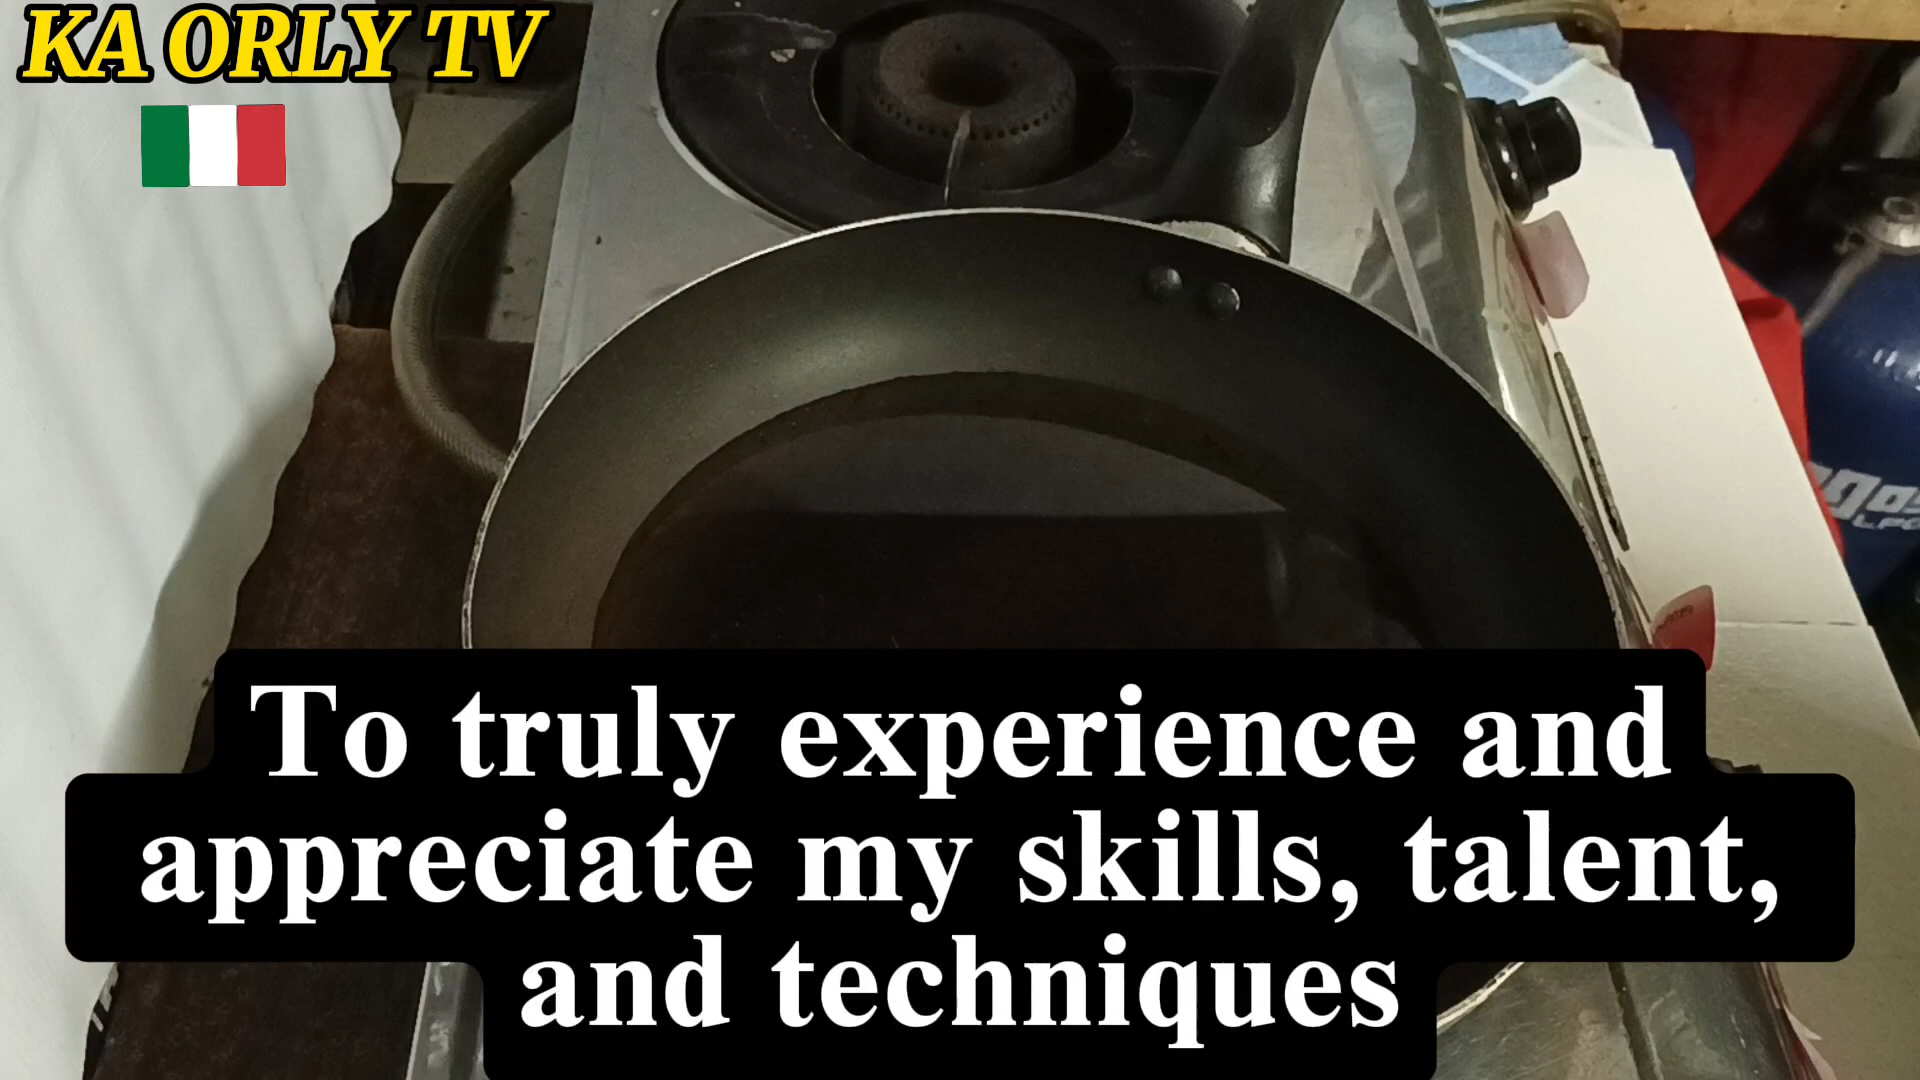 KA ORLY TV
To truly experience and
appreciate my skills, talent,
and techniques